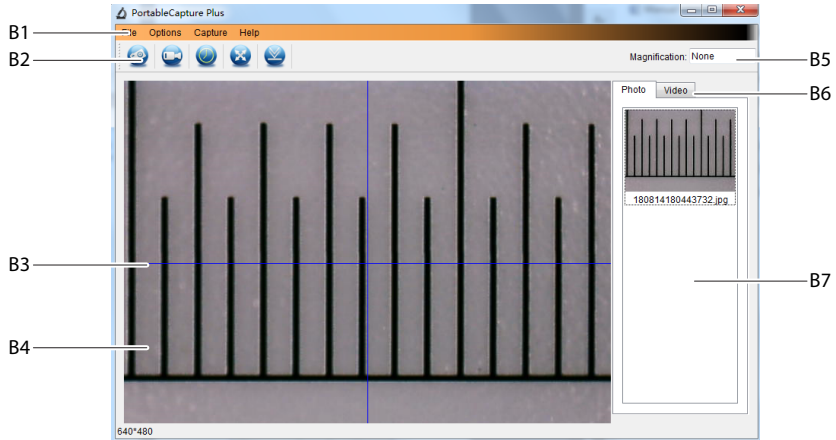 PortableCapture Plus
B1
File Options Capture Help
B2
Magnification: None
B5
Photo Video
B6
180814180443732.jpg
B3
B7
B4
640*480